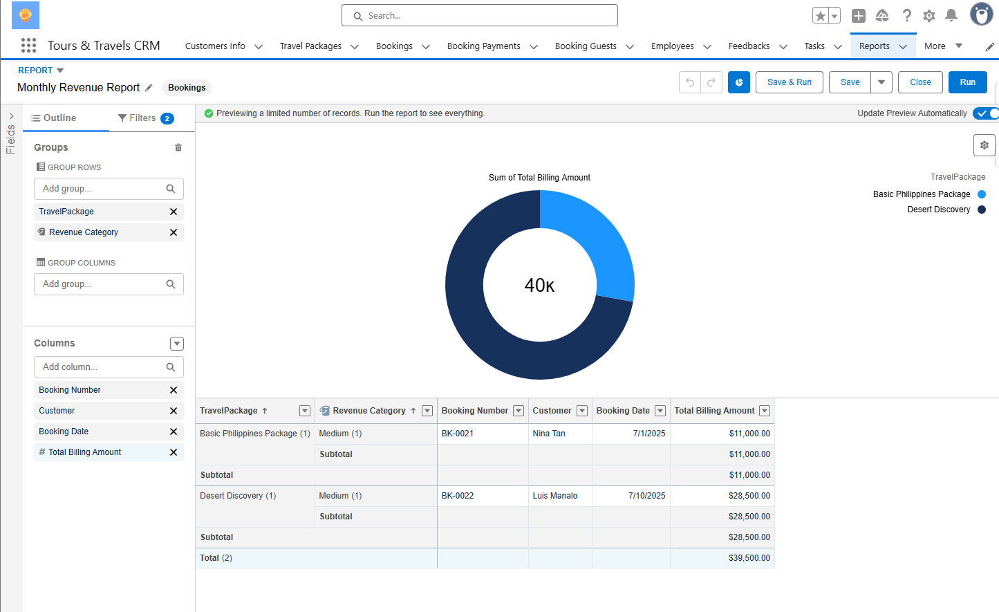 Search...
Tours & Travels CRM
Customers Info
Travel Packages
Bookings
Booking Payments
Booking Guests
Employees
Feedbacks
Tasks
Reports
More
REPORT
Monthly Revenue Report
Bookings
Save & Run
Save
Close
Run
Fields
Outline
Filters 2
Previewing a limited number of records. Run the report to see everything.
Update Preview Automatically
Groups
GROUP ROWS
Add group...
TravelPackage
Revenue Category
GROUP COLUMNS
Add group...
Columns
Add column...
Booking Number
Customer
Booking Date
# Total Billing Amount
Sum of Total Billing Amount
40K
TravelPackage
Basic Philippines Package
Desert Discovery
TravelPackage Revenue Category Booking Number Customer Booking Date Total Billing Amount
Basic Philippines Package (1) Medium (1) BK-0021 Nina Tan 7/1/2025 $11,000.00
Subtotal $11,000.00
Subtotal $11,000.00
Desert Discovery (1) Medium (1) BK-0022 Luis Manalo 7/10/2025 $28,500.00
Subtotal $28,500.00
Subtotal $28,500.00
Total (2) $39,500.00